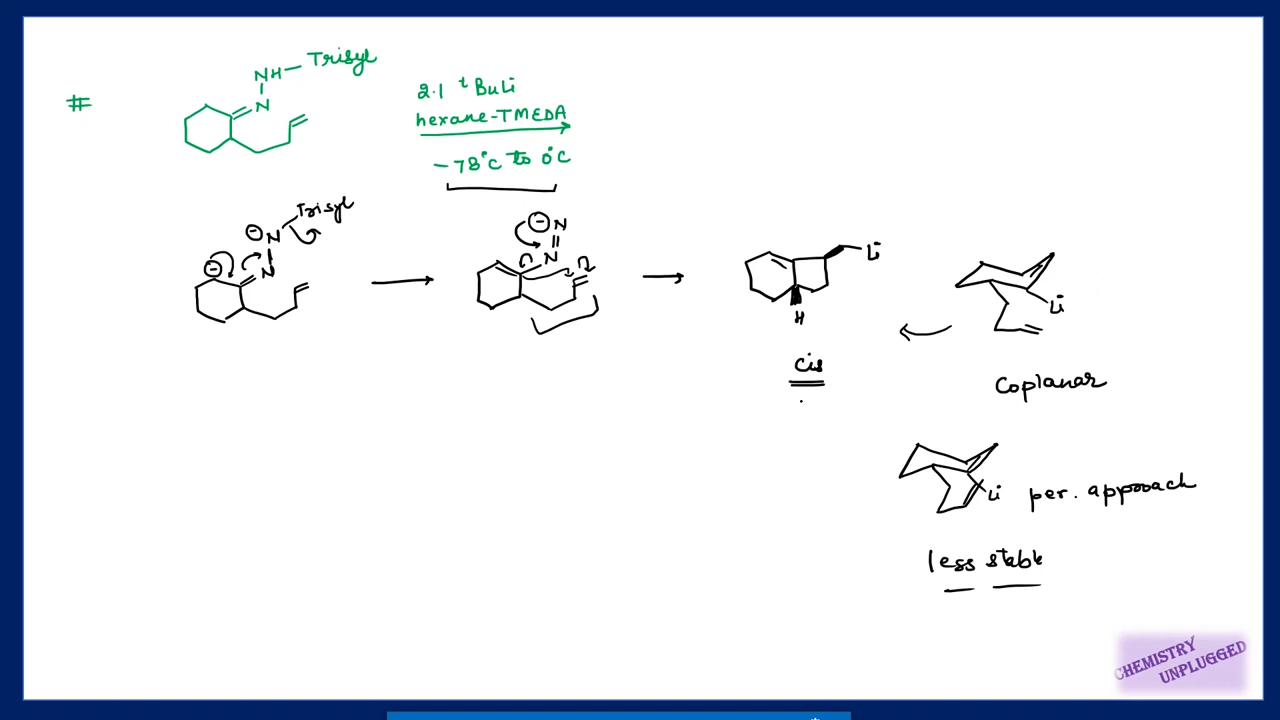 #
NH — Trisyl
N
2.1 tBuLi
hexane-TMEDA
-78°C to 0°C
⊖ N Trisyl
⊖ N
⊖ N
N
Li
H
Li
cis
Coplanar
Li per. approach
less stable
CHEMISTRY
UNPLUGGED